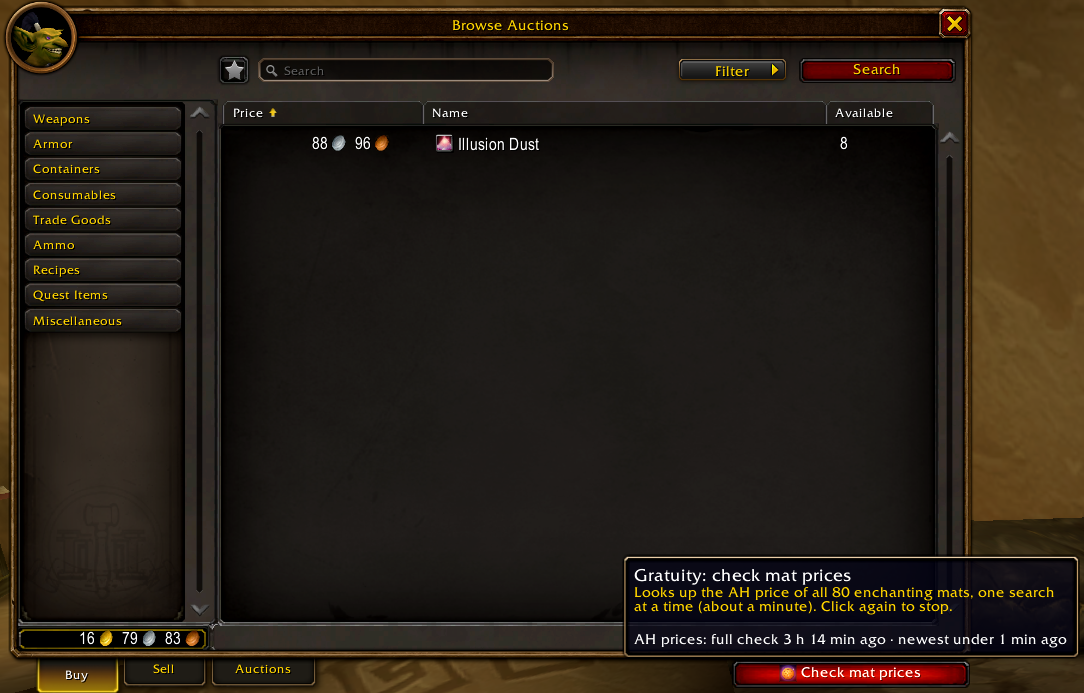 Browse Auctions
Search
Filter
Search
Weapons
Armor
Containers
Consumables
Trade Goods
Ammo
Recipes
Quest Items
Miscellaneous
Price Name Available
88 96 Illusion Dust 8
Gratuity: check mat prices
Looks up the AH price of all 80 enchanting mats, one search
at a time (about a minute). Click again to stop.
AH prices: full check 3 h 14 min ago · newest under 1 min ago
16 79 83
Buy
Sell
Auctions
Check mat prices